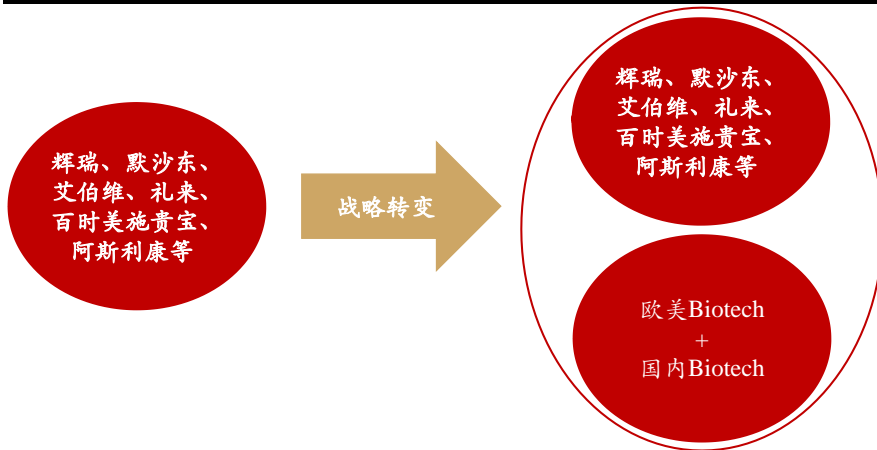 辉瑞、默沙东、
艾伯维、礼来、
百时美施贵宝、
阿斯利康等
战略转变
辉瑞、默沙东、
艾伯维、礼来、
百时美施贵宝、
阿斯利康等
欧美Biotech
+
国内Biotech